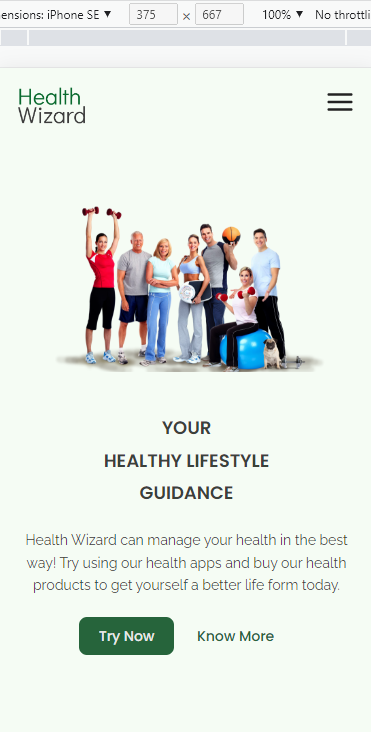 ensions: iPhone SE ▼ 375 × 667 100% ▼ No throttli
Health
Wizard
YOUR
HEALTHY LIFESTYLE
GUIDANCE
Health Wizard can manage your health in the best
way! Try using our health apps and buy our health
products to get yourself a better life form today.
Try Now Know More